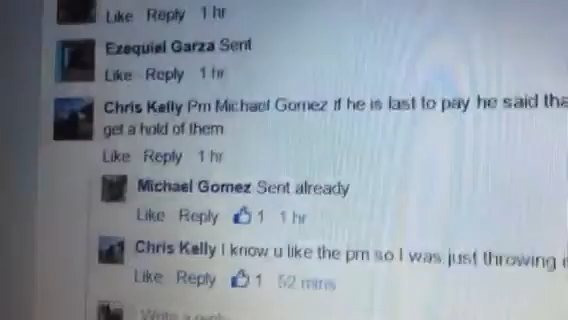 Like Reply 1 hr
Ezequiel Garza Sent
Like Reply 1 hr
Chris Kelly Pm Michael Gomez if he is last to pay he said tha
get a hold of them
Like Reply 1 hr
Michael Gomez Sent already
Like Reply 1 1 hr
Chris Kelly I know u like the pm so I was just throwing
Like Reply 1 52 mins
Write a reply